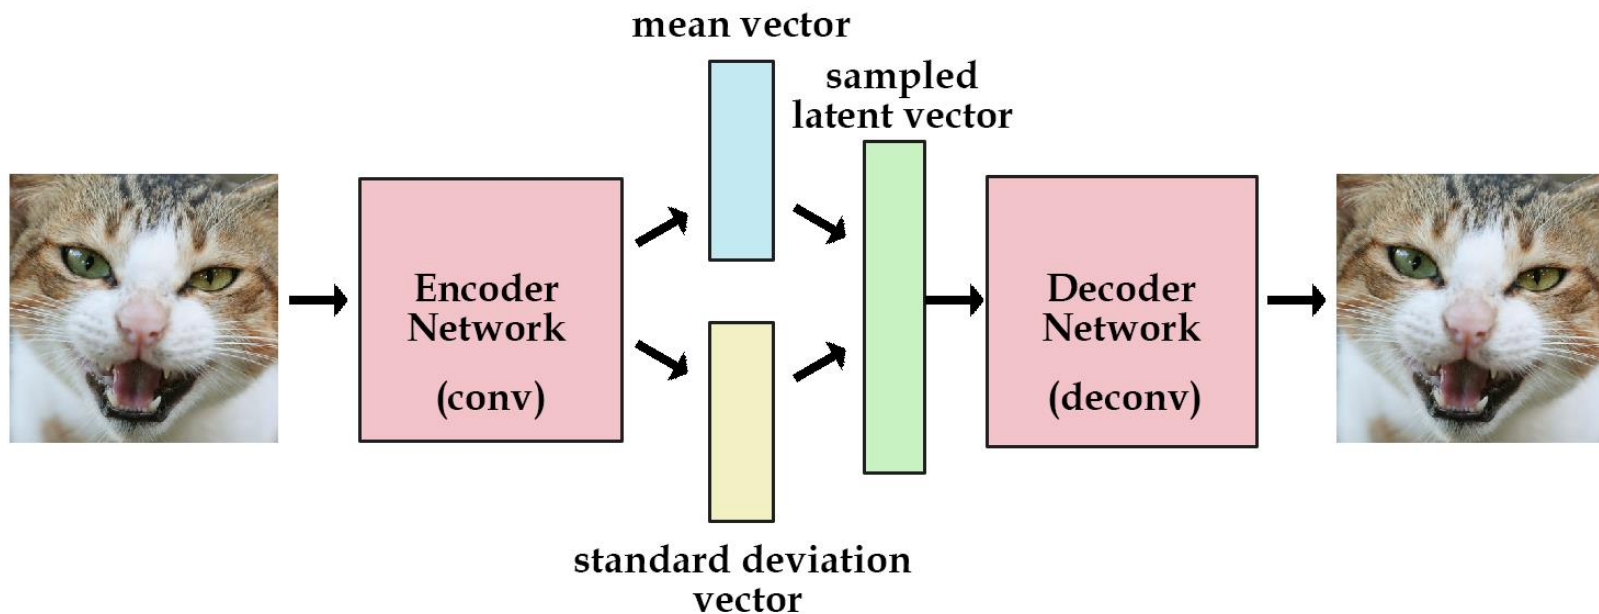 mean vector
sampled
latent vector
Encoder
Network
(conv)
Decoder
Network
(deconv)
standard deviation
vector